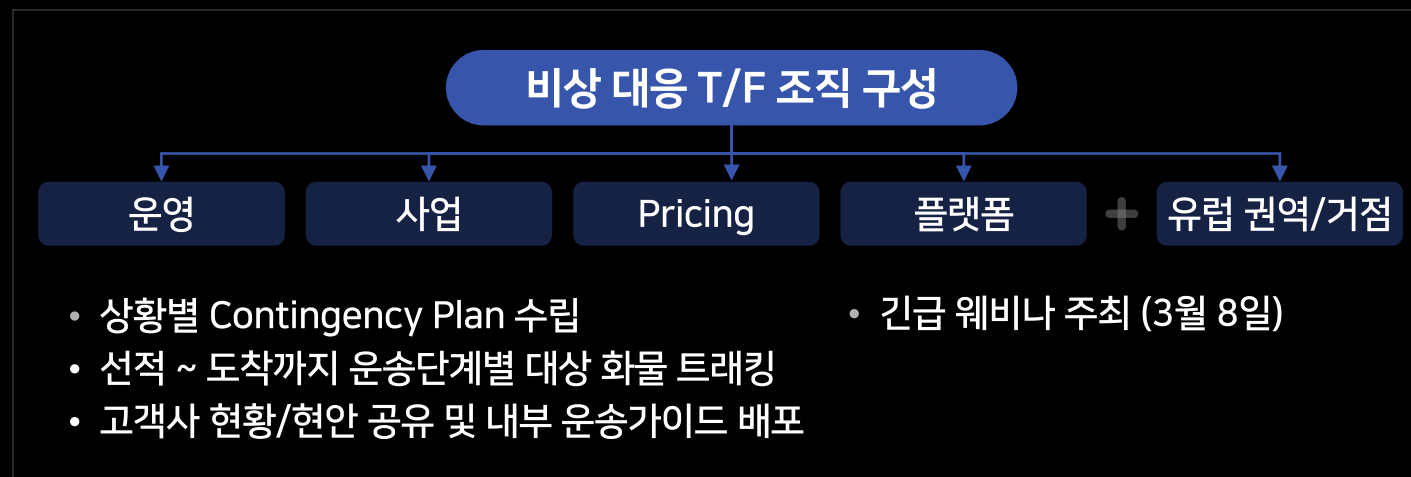 비상 대응 T/F 조직 구성
운영
사업
Pricing
플랫폼
+
유럽 권역/거점
• 상황별 Contingency Plan 수립
• 선적 ~ 도착까지 운송단계별 대상 화물 트래킹
• 고객사 현황/현안 공유 및 내부 운송가이드 배포
• 긴급 웨비나 주최 (3월 8일)